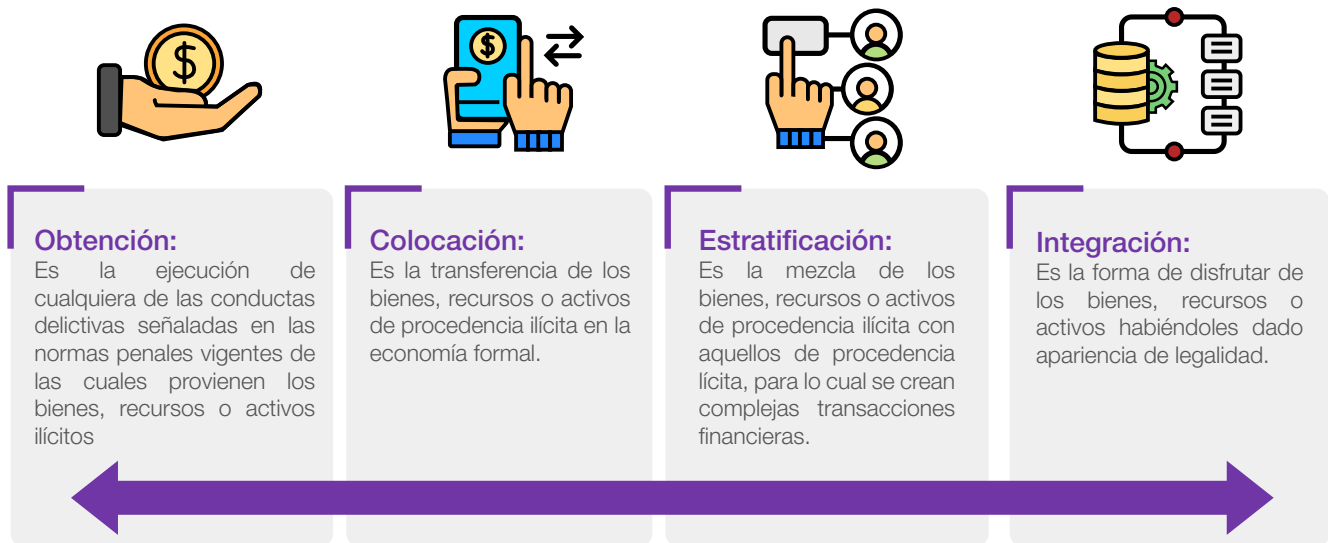 Obtención:
Es la ejecución de
cualquiera de las conductas
delictivas señaladas en las
normas penales vigentes de
las cuales provienen los
bienes, recursos o activos
ilícitos
Colocación:
Es la transferencia de los
bienes, recursos o activos
de procedencia ilícita en la
economía formal.
Estratificación:
Es la mezcla de los
bienes, recursos o activos
de procedencia ilícita con
aquellos de procedencia
lícita, para lo cual se crean
complejas transacciones
financieras.
Integración:
Es la forma de disfrutar de
los bienes, recursos o
activos habiéndoles dado
apariencia de legalidad.